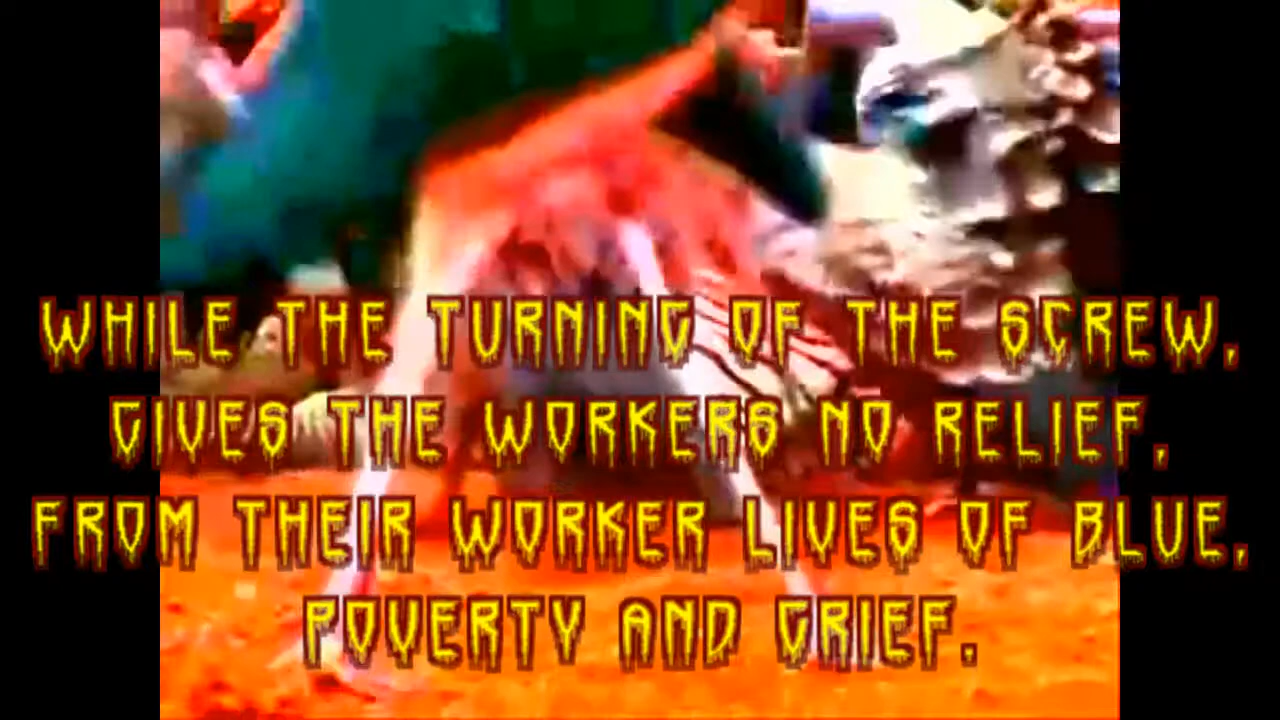 WHILE THE TURNING OF THE SCREW,
GIVES THE WORKERS NO RELIEF,
FROM THEIR WORKER LIVES OF BLUE,
POVERTY AND GRIEF.